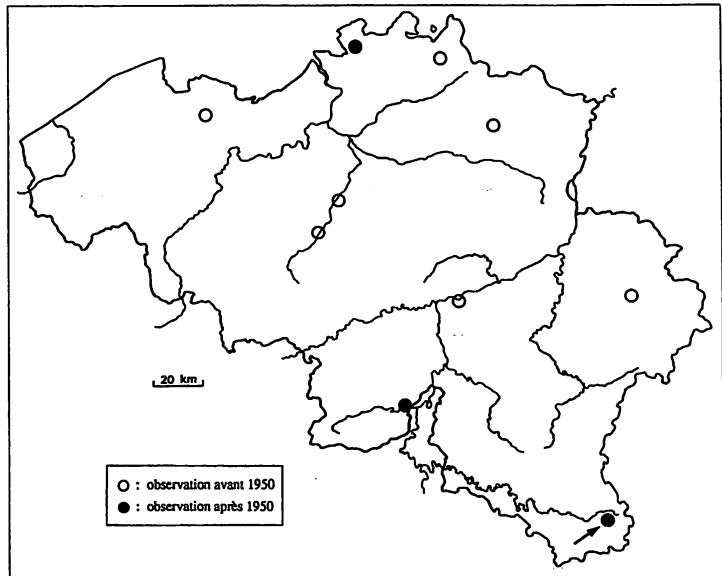 20 km
○ : observation avant 1950
● : observation après 1950